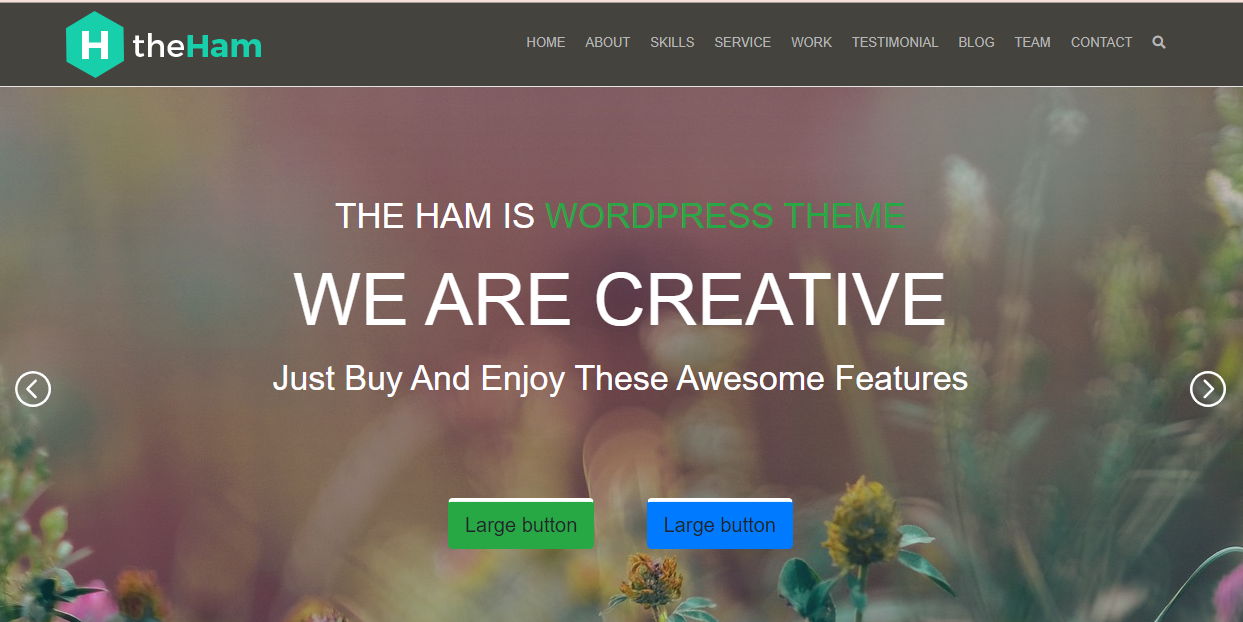 H theHam
HOME ABOUT SKILLS SERVICE WORK TESTIMONIAL BLOG TEAM CONTACT
THE HAM IS WORDPRESS THEME
WE ARE CREATIVE
Just Buy And Enjoy These Awesome Features
Large button Large button